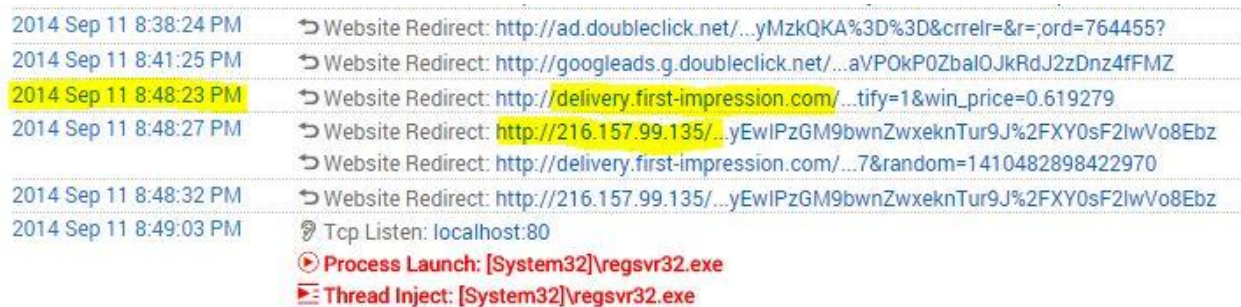 2014 Sep 11 8:38:24 PM Website Redirect: http://ad.doubleclick.net/...yMzkQKA%3D%3D&crrelr=&r=;ord=764455?
2014 Sep 11 8:41:25 PM Website Redirect: http://googleads.g.doubleclick.net/...aVPOkP0ZbalOJkRdJ2zDnz4fFMZ
2014 Sep 11 8:48:23 PM Website Redirect: http://delivery.first-impression.com/...tify=1&win_price=0.619279
2014 Sep 11 8:48:27 PM Website Redirect: http://216.157.99.135/...yEwlPzGM9bwnZwxeknTur9J%2FXY0sF2lwVo8Ebz
Website Redirect: http://delivery.first-impression.com/...7&random=1410482898422970
2014 Sep 11 8:48:32 PM Website Redirect: http://216.157.99.135/...yEwlPzGM9bwnZwxeknTur9J%2FXY0sF2lwVo8Ebz
2014 Sep 11 8:49:03 PM Tcp Listen: localhost:80
Process Launch: [System32]\regsvr32.exe
Thread Inject: [System32]\regsvr32.exe